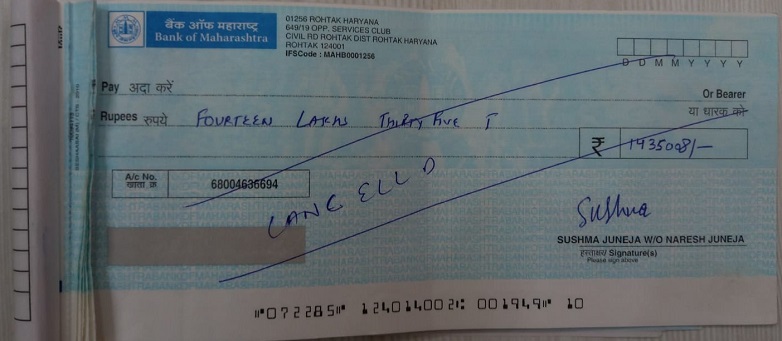 बैंक ऑफ महाराष्ट्र
Bank of Maharashtra
01256 ROHTAK HARYANA
649/19 OPP. SERVICES CLUB
CIVIL RD ROHTAK DIST ROHTAK HARYANA
ROHTAK 124001
IFSCode : MAHB0001256
D D M M Y Y Y Y
Pay अदा करें
Or Bearer
या धारक को
Rupees रुपये FOURTEEN LAKHS THIRTY FIVE T
₹
A/c No.
खाता क्र
68004636694
CANCELLD
Sushma
SUSHMA JUNEJA W/O NARESH JUNEJA
हस्ताक्षर Signature(s)
Please sign above
⑈072285⑈ 124014002⑆ 001949⑈ 10